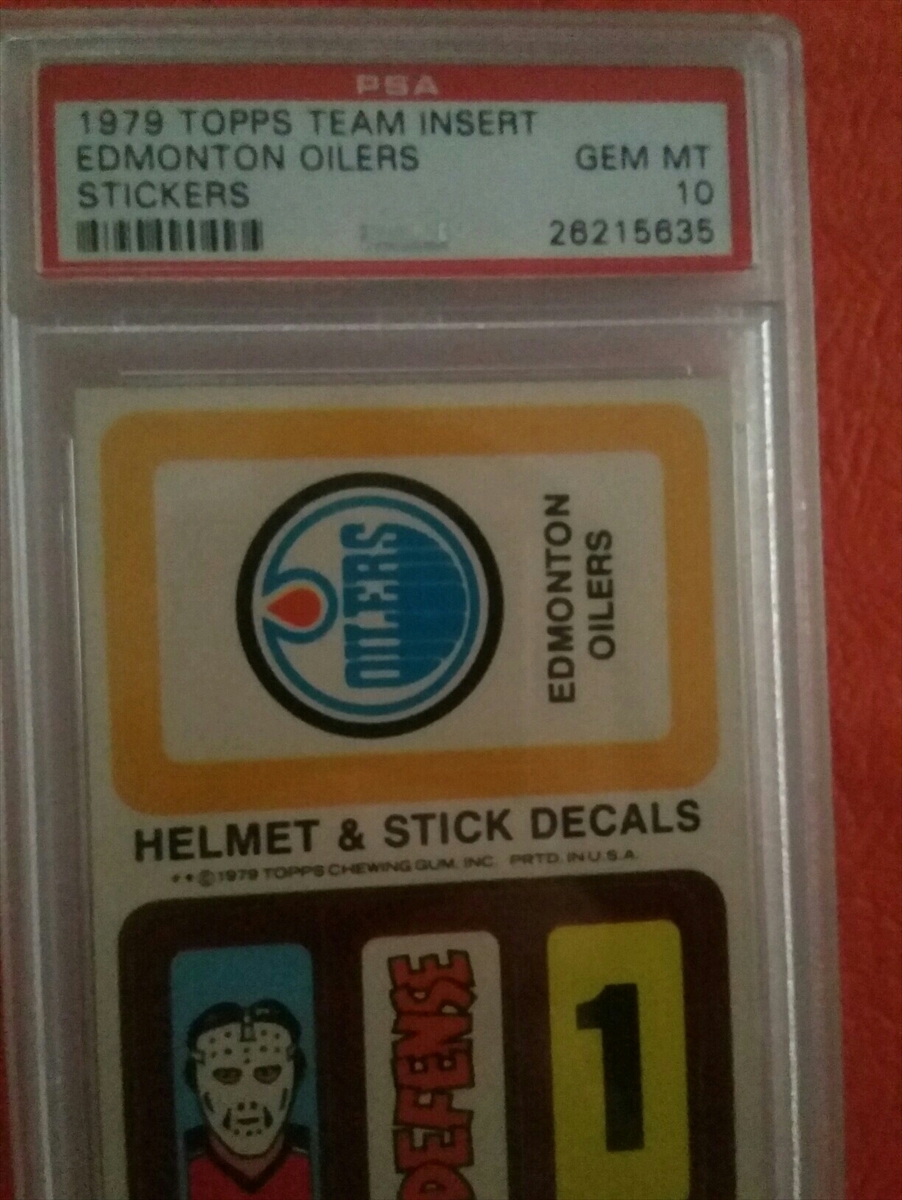 PSA
1979 TOPPS TEAM INSERT
EDMONTON OILERS GEM MT
STICKERS 10
26215635
OILERS
EDMONTON
OILERS
HELMET & STICK DECALS
**©1979 TOPPS CHEWING GUM, INC. PRTD. IN U.S.A.
DEFENSE
1